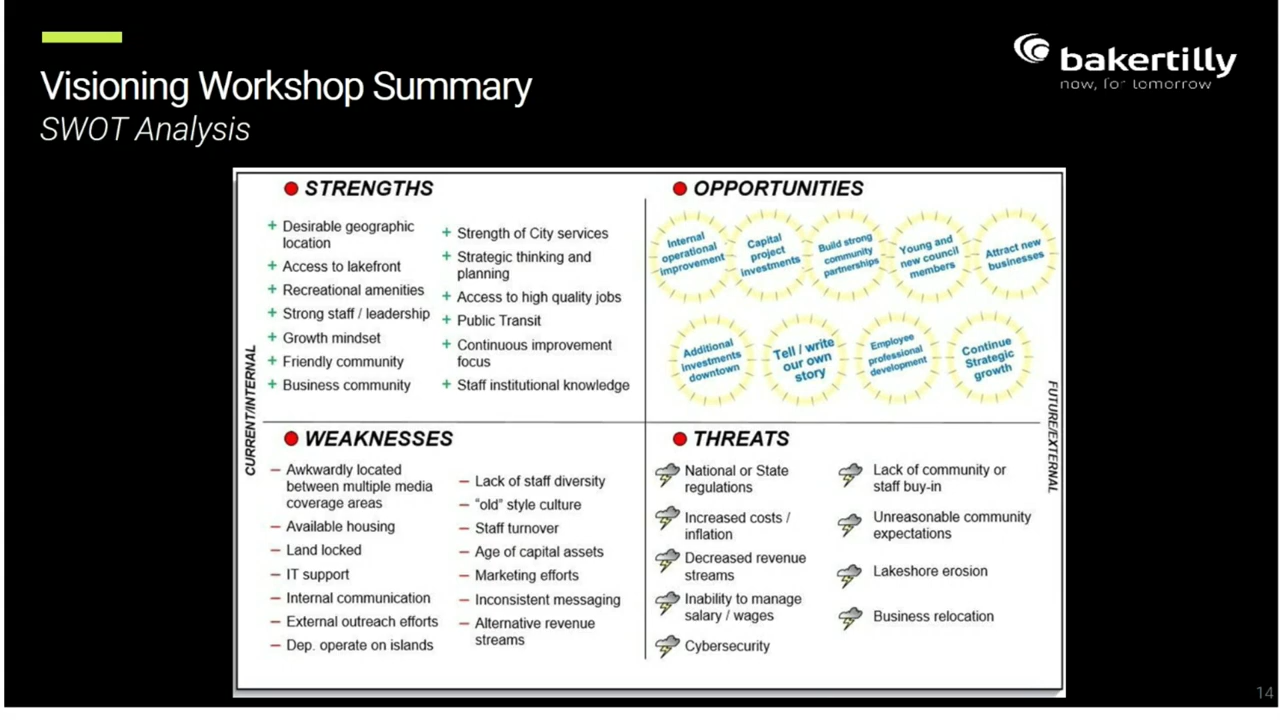 Visioning Workshop Summary
SWOT Analysis
bakertilly
now, for tomorrow
STRENGTHS
+ Desirable geographic
location
+ Access to lakefront
+ Recreational amenities
+ Strong staff / leadership
+ Growth mindset
+ Friendly community
+ Business community
+ Strength of City services
+ Strategic thinking and
planning
+ Access to high quality jobs
+ Public Transit
+ Continuous improvement
focus
+ Staff institutional knowledge
OPPORTUNITIES
Internal
operational
improvement
Capital
project
investments
Build strong
community
partnerships
Young and
new council
members
Attract new
businesses
Additional
investments
downtown
Tell / write
our own
story
Employee
professional
development
Continue
Strategic
growth
CURRENT/INTERNAL
FUTURE/EXTERNAL
WEAKNESSES
– Awkwardly located
between multiple media
coverage areas
– Available housing
– Land locked
– IT support
– Internal communication
– External outreach efforts
– Dep. operate on islands
– Lack of staff diversity
– “old” style culture
– Staff turnover
– Age of capital assets
– Marketing efforts
– Inconsistent messaging
– Alternative revenue
streams
THREATS
National or State
regulations
Increased costs /
inflation
Decreased revenue
streams
Inability to manage
salary / wages
Cybersecurity
Lack of community or
staff buy-in
Unreasonable community
expectations
Lakeshore erosion
Business relocation
14